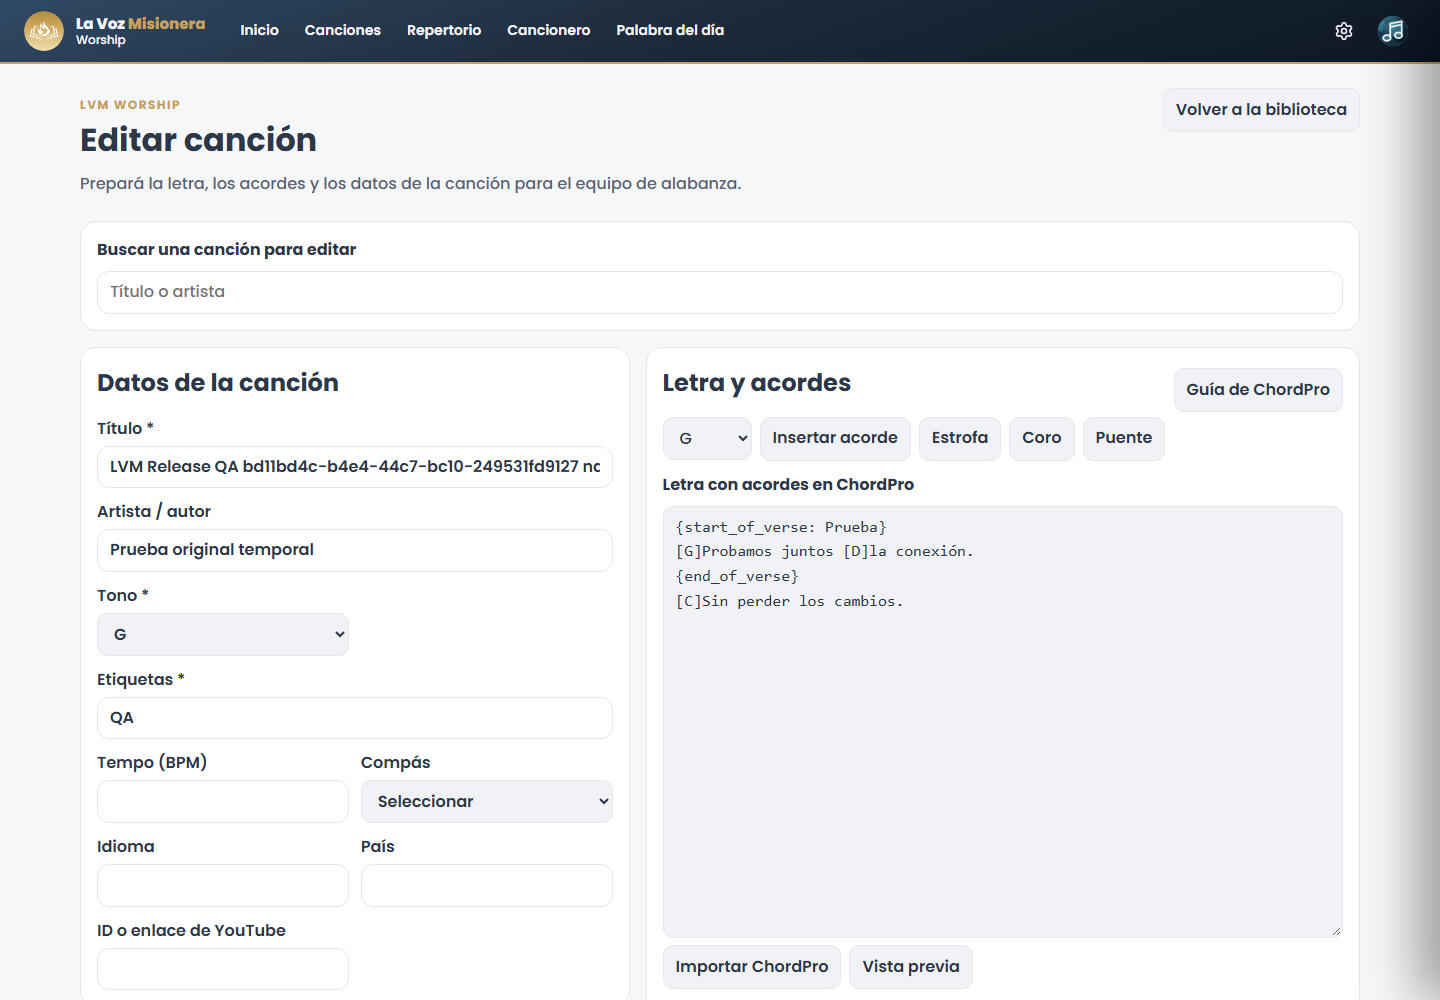 La Voz Misionera
Worship
Inicio
Canciones
Repertorio
Cancionero
Palabra del día
LVM WORSHIP
Editar canción
Prepará la letra, los acordes y los datos de la canción para el equipo de alabanza.
Volver a la biblioteca
Buscar una canción para editar
Título o artista
Datos de la canción
Título *
LVM Release QA bd11bd4c-b4e4-44c7-bc10-249531fd9127
Artista / autor
Prueba original temporal
Tono *
G
Etiquetas *
QA
Tempo (BPM)
Compás
Seleccionar
Idioma
País
ID o enlace de YouTube
Letra y acordes
Guía de ChordPro
G
Insertar acorde
Estrofa
Coro
Puente
Letra con acordes en ChordPro
{start_of_verse: Prueba}
[G]Probamos juntos [D]la conexión.
{end_of_verse}
[C]Sin perder los cambios.
Importar ChordPro
Vista previa